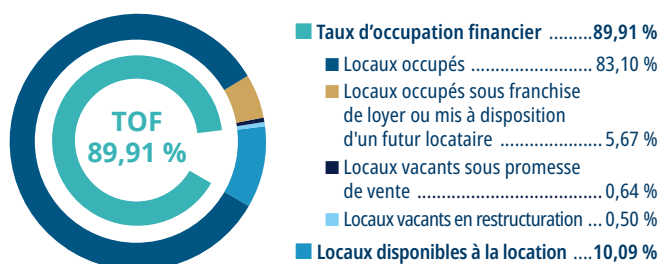 TOF
89,91 %
Taux d'occupation financier .........89,91 %
Locaux occupés ............................ 83,10 %
Locaux occupés sous franchise
de loyer ou mis à disposition
d'un futur locataire ....................... 5,67 %
Locaux vacants sous promesse
de vente ....................................... 0,64 %
Locaux vacants en restructuration ... 0,50 %
Locaux disponibles à la location ....10,09 %